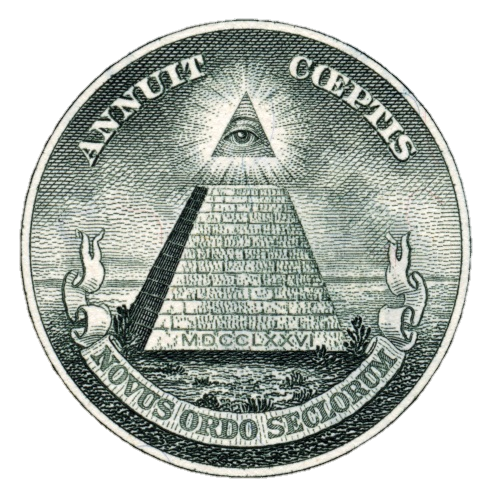 ANNUIT CŒPTIS
MDCCLXXVI
NOVUS ORDO SECLORUM